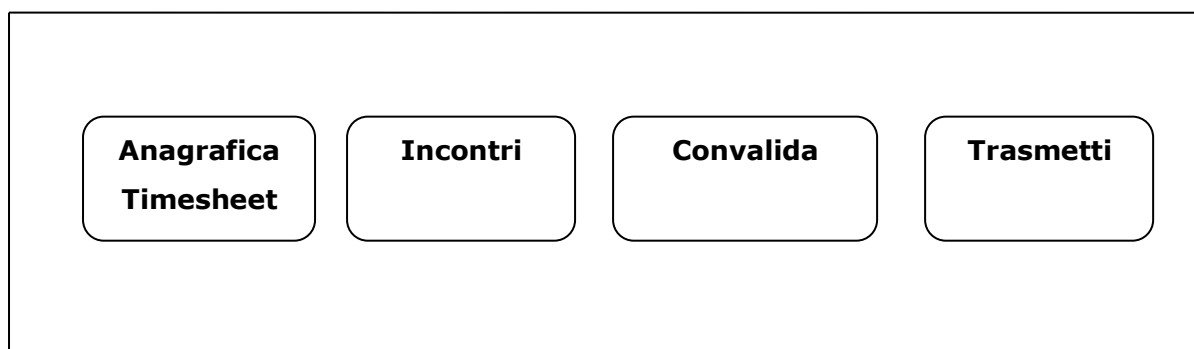 Anagrafica
Timesheet
Incontri
Convalida
Trasmetti